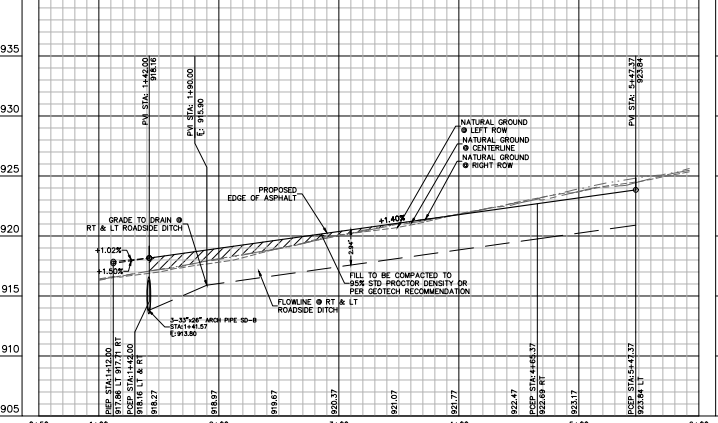 935
930
925
920
915
910
905
PVI STA: 1+42.00
918.16
PVI STA: 1+90.00
E: 915.90
PVI STA: 5+47.37
923.84
NATURAL GROUND
@ LEFT ROW
NATURAL GROUND
@ CENTERLINE
NATURAL GROUND
@ RIGHT ROW
PROPOSED
EDGE OF ASPHALT
+1.40%
GRADE TO DRAIN @
RT & LT ROADSIDE DITCH
+1.02%
+1.50%
2.94'
FILL TO BE COMPACTED TO
95% STD PROCTOR DENSITY OR
PER GEOTECH RECOMMENDATION
FLOWLINE @ RT & LT
ROADSIDE DITCH
3-33"x26" ARCH PIPE SD-B
STA:1+41.57
E:913.80
PIEP STA:1+12.00
917.86 LT 917.71 RT
PCEP STA:1+42.00
918.16 LT & RT
918.27
918.97
919.67
920.37
921.07
921.77
922.47
PCEP STA:4+65.37
922.69 RT
923.17
PCEP STA:5+47.37
923.84 LT